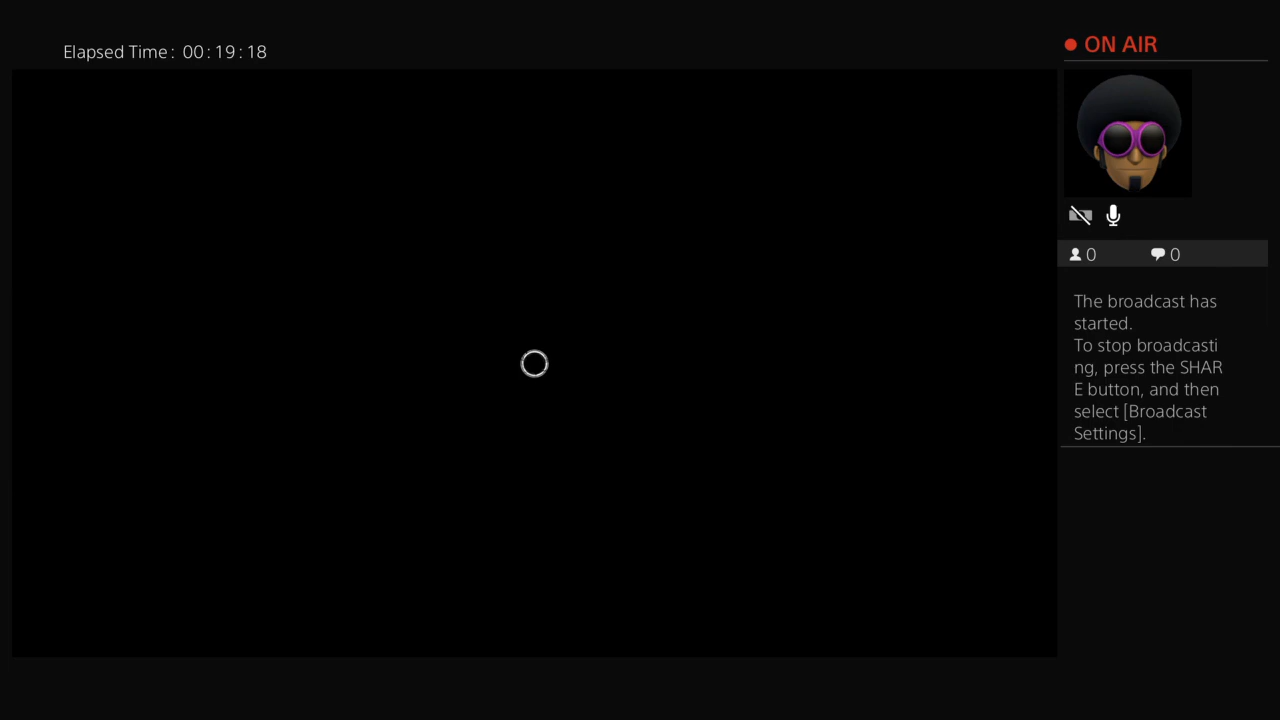 Elapsed Time: 00:19:18
ON AIR
0 0
The broadcast has
started.
To stop broadcasti
ng, press the SHAR
E button, and then
select [Broadcast
Settings].